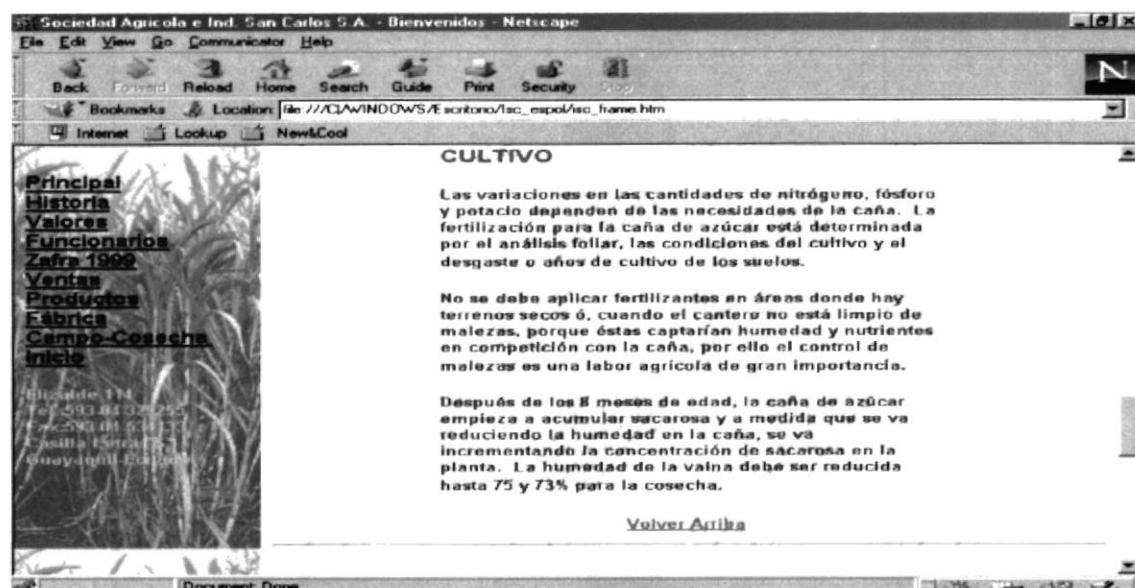 Sociedad Agricola e Ind. San Carlos S.A. - Bienvenidos - Netscape
File Edit View Go Communicator Help
Back Forward Reload Home Search Guide Print Security Stop
N
Bookmarks Location: file:///C|/WINDOWS/Escritorio/Isc_espol/isc_frame.htm
Internet Lookup New&Cool
Principal
Historia
Valores
Funcionarios
Zafra 1999
Ventas
Productos
Fábrica
Campo-Cosecha
Inicio
Elizalde 114
Casilla
CULTIVO
Las variaciones en las cantidades de nitrógeno, fósforo
y potacio dependen de las necesidades de la caña. La
fertilización para la caña de azúcar está determinada
por el análisis foliar, las condiciones del cultivo y el
desgaste o años de cultivo de los suelos.
No se debe aplicar fertilizantes en áreas donde hay
terrenos secos ó, cuando el cantero no está limpio de
malezas, porque éstas captarían humedad y nutrientes
en competición con la caña, por ello el control de
malezas es una labor agrícola de gran importancia.
Después de los 8 meses de edad, la caña de azúcar
empieza a acumular sacarosa y a medida que se va
reduciendo la humedad en la caña, se va
incrementando la concentración de sacarosa en la
planta. La humedad de la vaina debe ser reducida
hasta 75 y 73% para la cosecha.
Volver Arriba
Document: Done